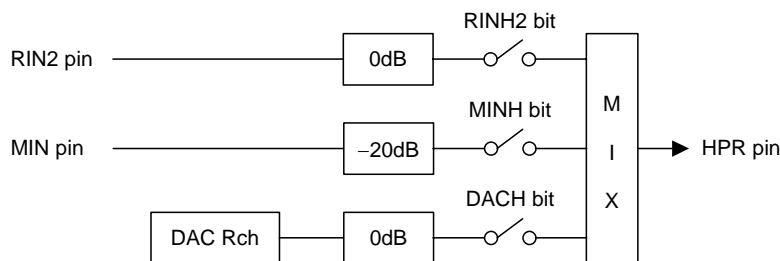 RINH2 bit
RIN2 pin
0dB
MINH bit
MIN pin
−20dB
M
I
X
HPR pin
DACH bit
DAC Rch
0dB